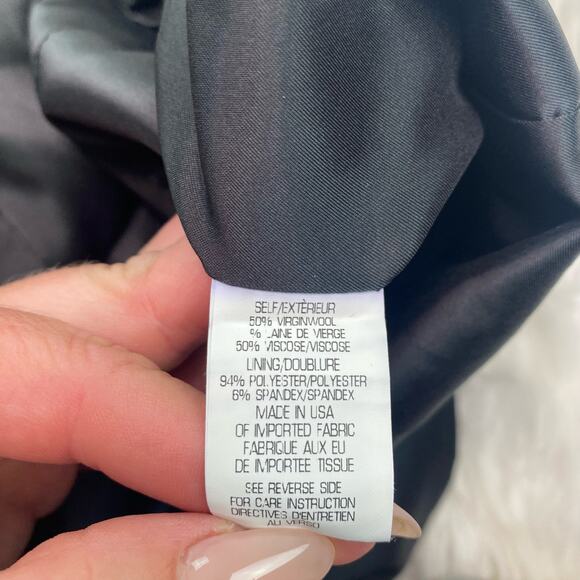 SELF/EXTÈRIEUR
50% VIRGINWOOL
% LAINE DE VIERGE
50% VISCOSE/VISCOSE
LINING/DOUBLURE
94% POLYESTER/POLYESTER
6% SPANDEX/SPANDEX
MADE IN USA
OF IMPORTED FABRIC
FABRIQUE AUX EU
DE IMPORTEE TISSUE
SEE REVERSE SIDE
FOR CARE INSTRUCTION
DIRECTIVES D'ENTRETIEN
AU VERSO